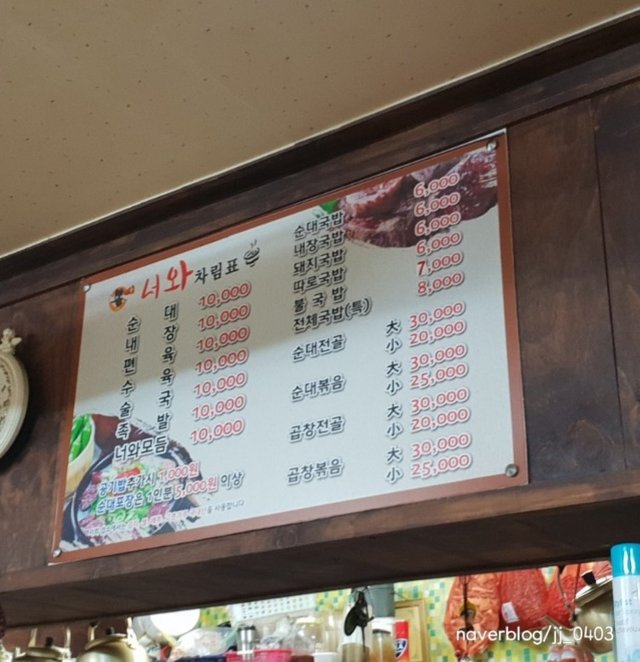 너와 차림표
순대 10,000
내장 10,000
편육 10,000
수육 10,000
술국 10,000
족발 10,000
너와모듬 10,000
공기밥추가시 1,000원
순대포장은 1인분 5,000원 이상
순대국밥 6,000
내장국밥 6,000
돼지국밥 6,000
따로국밥 6,000
불국밥 7,000
전체국밥(특) 8,000
순대전골 大 30,000
小 20,000
순대볶음 大 30,000
小 25,000
곱창전골 大 30,000
小 20,000
곱창볶음 大 30,000
小 25,000
naverblog/jj_0403